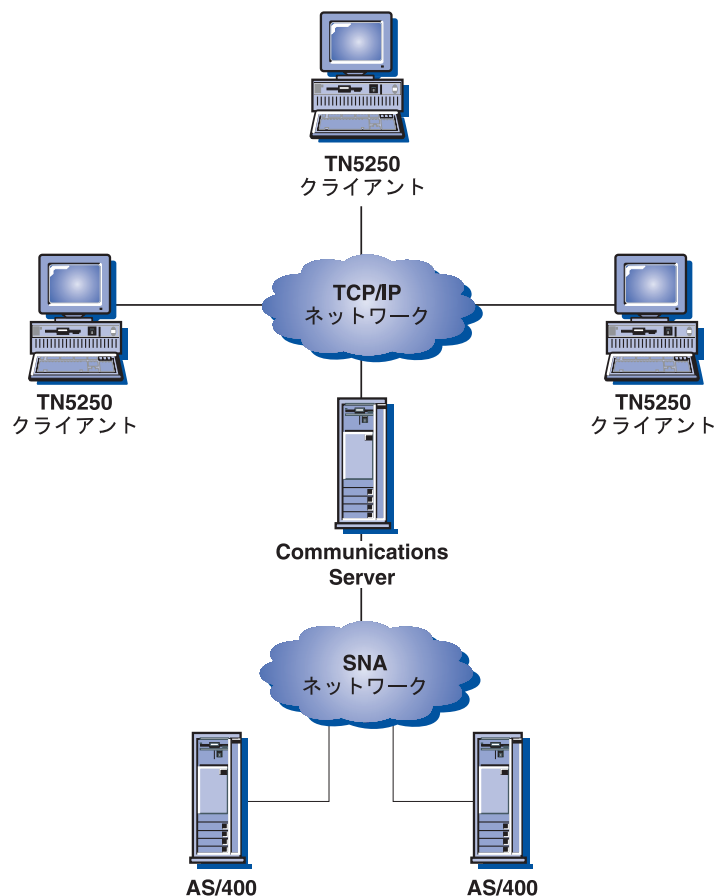 TN5250
クライアント
TCP/IP
ネットワーク
TN5250
クライアント
TN5250
クライアント
Communications
Server
SNA
ネットワーク
AS/400
AS/400